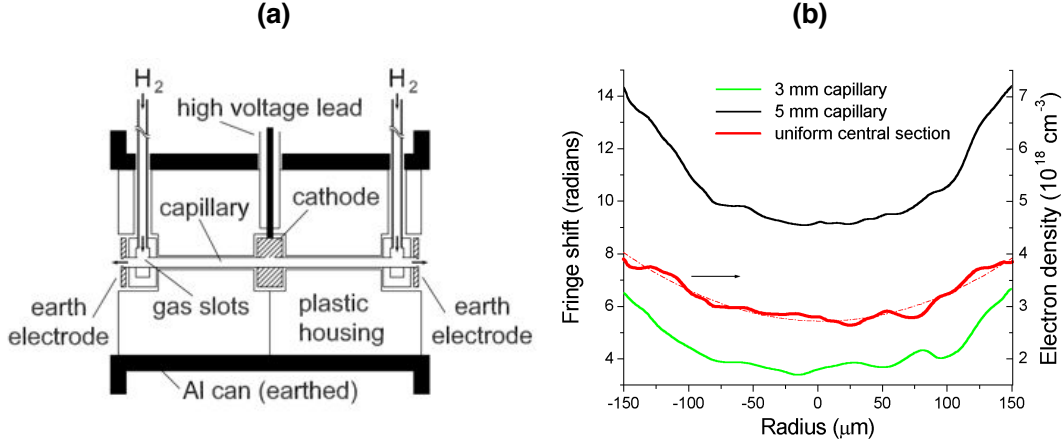 (a)
H2
H2
high voltage lead
cathode
capillary
earth
electrode
gas slots
plastic
housing
earth
electrode
Al can (earthed)
(b)
3 mm capillary
5 mm capillary
uniform central section
Fringe shift (radians)
14
12
10
8
6
4
Electron density (10^18 cm^-3)
7
6
5
4
3
2
-150
-100
-50
0
50
100
150
Radius (μm)